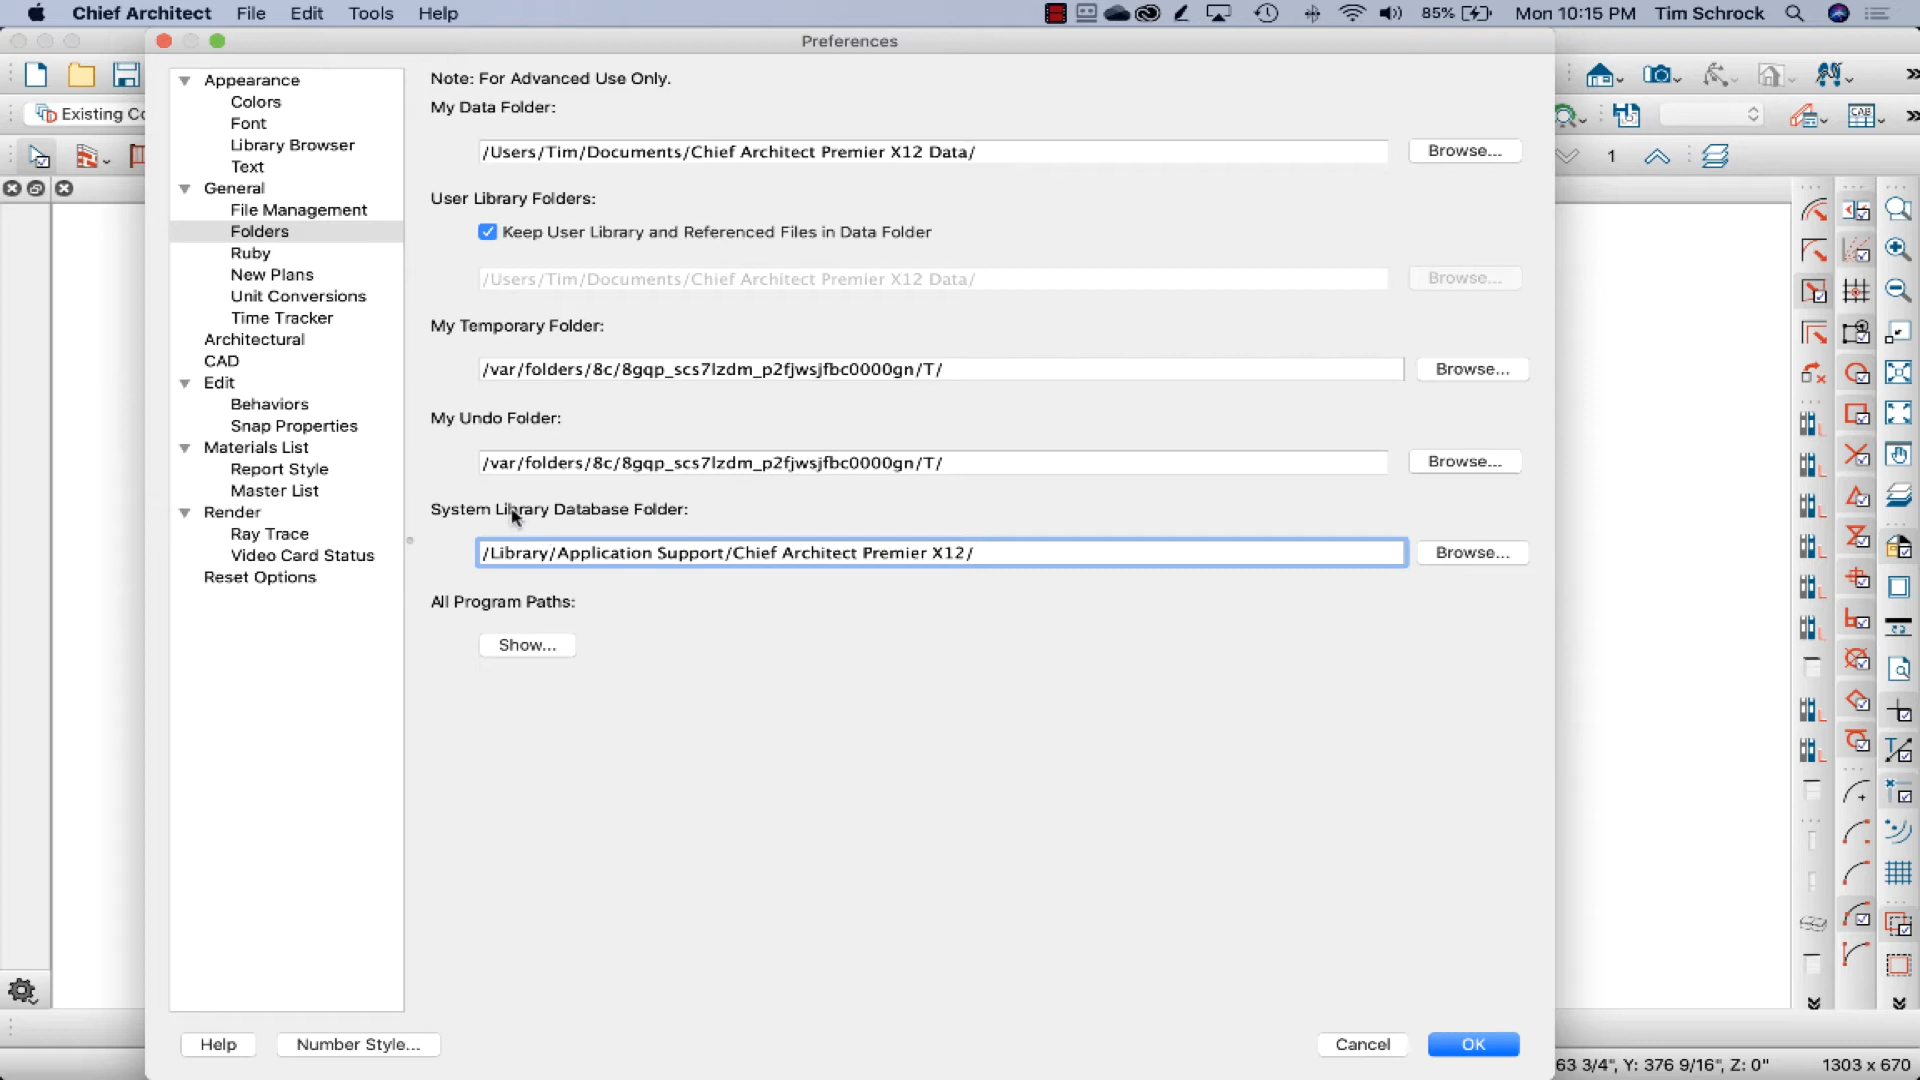 Chief Architect File Edit Tools Help 85% Mon 10:15 PM Tim Schrock
Preferences
Existing Co
1
Appearance
Colors
Font
Library Browser
Text
General
File Management
Folders
Ruby
New Plans
Unit Conversions
Time Tracker
Architectural
CAD
Edit
Behaviors
Snap Properties
Materials List
Report Style
Master List
Render
Ray Trace
Video Card Status
Reset Options
Note: For Advanced Use Only.
My Data Folder:
/Users/Tim/Documents/Chief Architect Premier X12 Data/ Browse...
User Library Folders:
Keep User Library and Referenced Files in Data Folder
/Users/Tim/Documents/Chief Architect Premier X12 Data/ Browse...
My Temporary Folder:
/var/folders/8c/8gqp_scs7lzdm_p2fjwsjfbc0000gn/T/ Browse...
My Undo Folder:
/var/folders/8c/8gqp_scs7lzdm_p2fjwsjfbc0000gn/T/ Browse...
System Library Database Folder:
/Library/Application Support/Chief Architect Premier X12/ Browse...
All Program Paths:
Show...
Help Number Style... Cancel OK
63 3/4", Y: 376 9/16", Z: 0" 1303 x 670